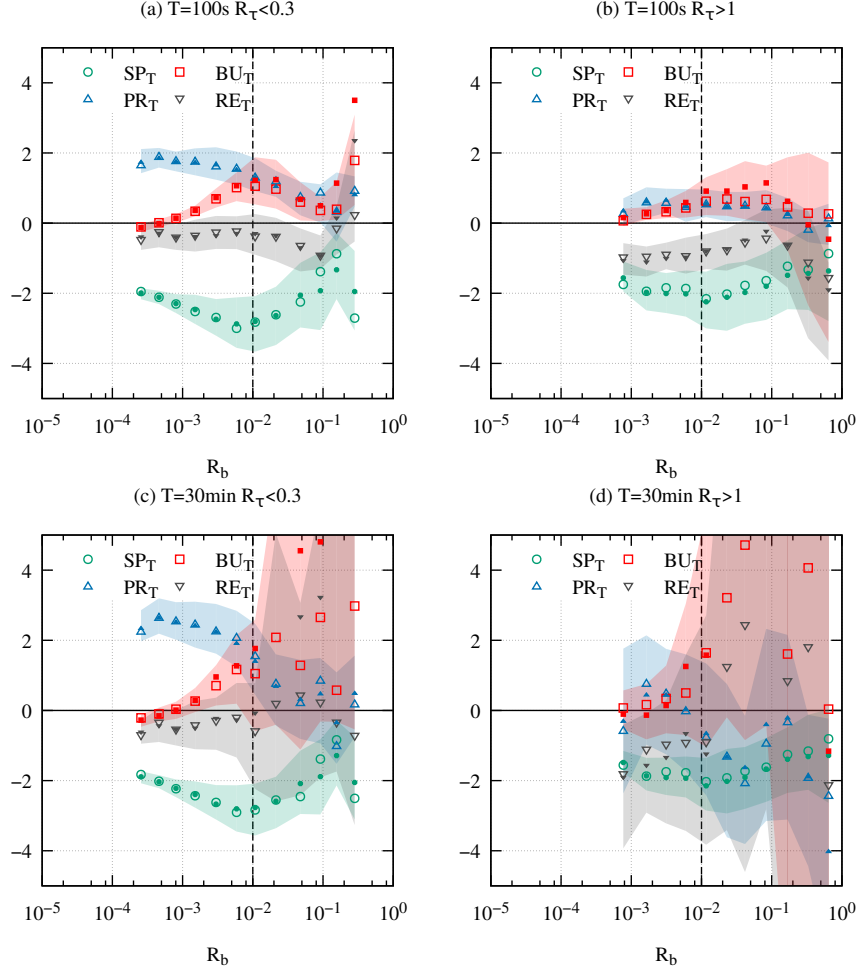 (a) T=100s R_τ<0.3
SP_T BU_T
PR_T RE_T
4
2
0
−2
−4
10^−5 10^−4 10^−3 10^−2 10^−1 10^0
R_b
(b) T=100s R_τ>1
SP_T BU_T
PR_T RE_T
4
2
0
−2
−4
10^−5 10^−4 10^−3 10^−2 10^−1 10^0
R_b
(c) T=30min R_τ<0.3
SP_T BU_T
PR_T RE_T
4
2
0
−2
−4
10^−5 10^−4 10^−3 10^−2 10^−1 10^0
R_b
(d) T=30min R_τ>1
SP_T BU_T
PR_T RE_T
4
2
0
−2
−4
10^−5 10^−4 10^−3 10^−2 10^−1 10^0
R_b